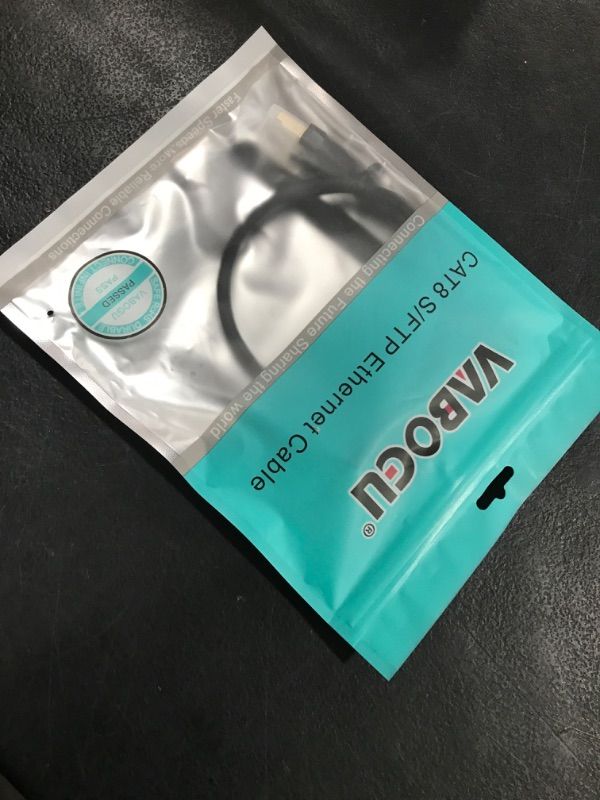 VABOGU®
CAT8 S/FTP Ethernet Cable
Connecting the Future Sharing the world
VABOGU
PASSED
PASS
Faster Speeds More Reliable Connections